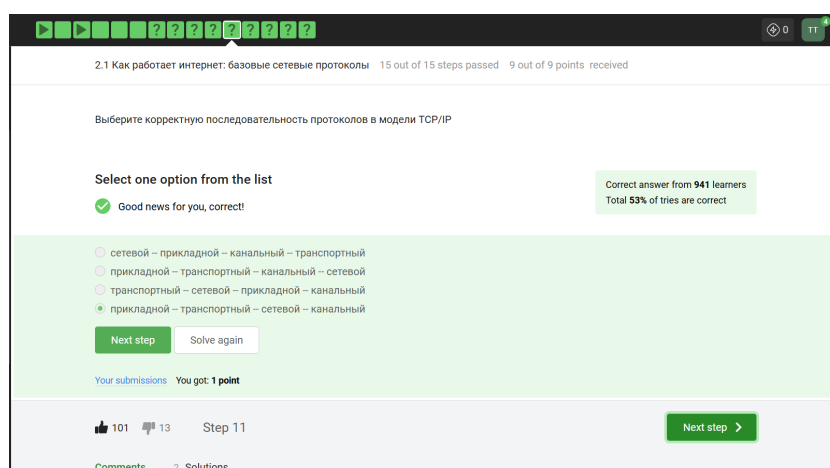 ? ? ? ? ? ? ? ? ?
0
TT
4
2.1 Как работает интернет: базовые сетевые протоколы 15 out of 15 steps passed 9 out of 9 points received
Выберите корректную последовательность протоколов в модели TCP/IP
Select one option from the list
Good news for you, correct!
Correct answer from 941 learners
Total 53% of tries are correct
сетевой – прикладной – канальный – транспортный
прикладной – транспортный – канальный – сетевой
транспортный – сетевой – прикладной – канальный
прикладной – транспортный – сетевой – канальный
Next step Solve again
Your submissions You got: 1 point
101 13 Step 11 Next step
Comments 2 Solutions